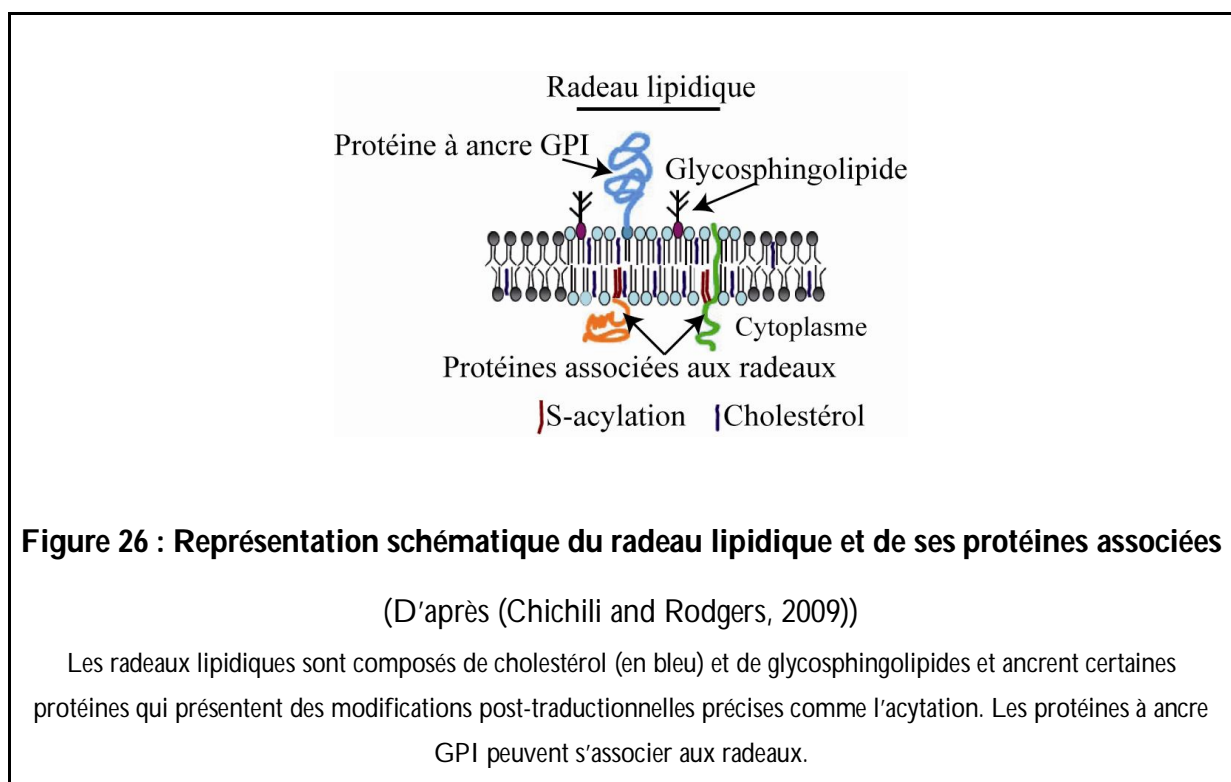 Radeau lipidique
Protéine à ancre GPI
Glycosphingolipide
Cytoplasme
Protéines associées aux radeaux
S-acylation Cholestérol
Figure 26 : Représentation schématique du radeau lipidique et de ses protéines associées
(D'après (Chichili and Rodgers, 2009))
Les radeaux lipidiques sont composés de cholestérol (en bleu) et de glycosphingolipides et ancrent certaines
protéines qui présentent des modifications post-traductionnelles précises comme l'acytation. Les protéines à ancre
GPI peuvent s'associer aux radeaux.